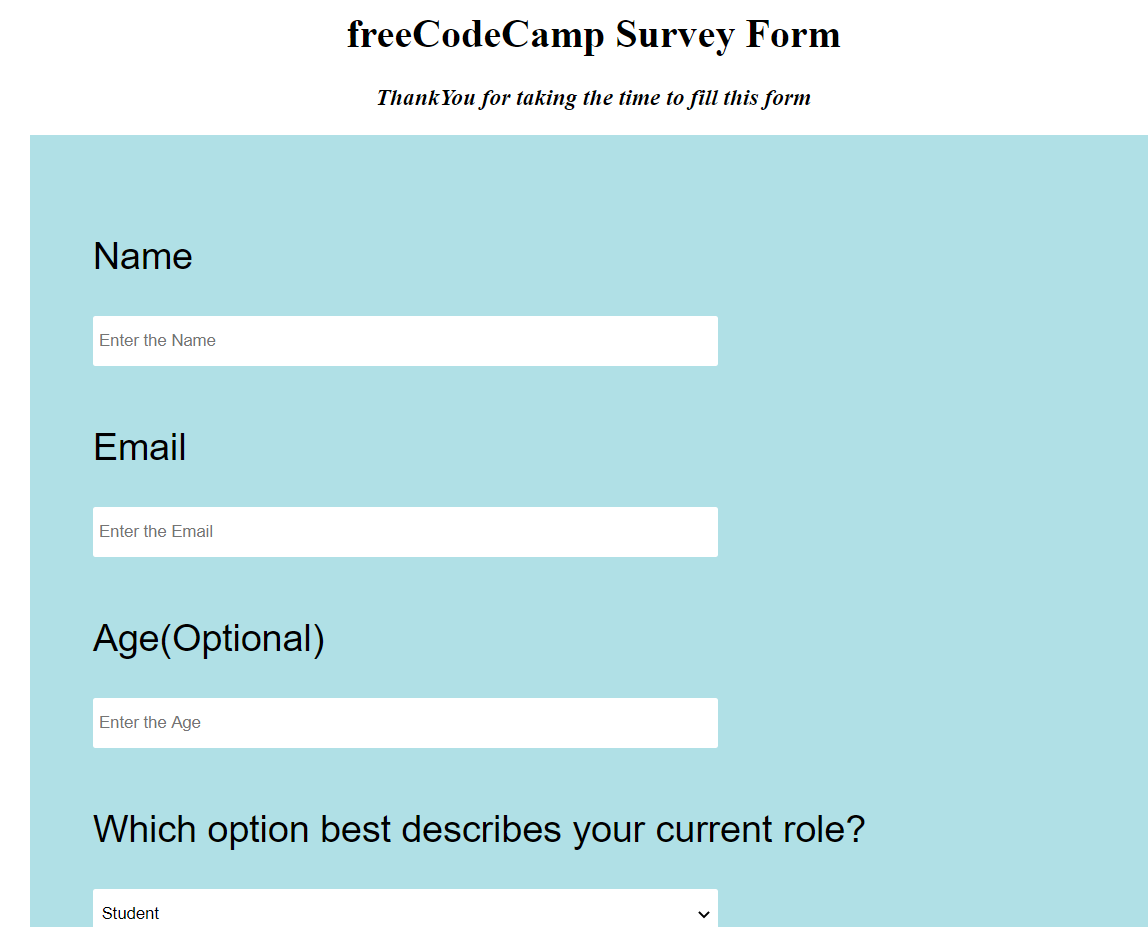 freeCodeCamp Survey Form
ThankYou for taking the time to fill this form
Name
Enter the Name
Email
Enter the Email
Age(Optional)
Enter the Age
Which option best describes your current role?
Student